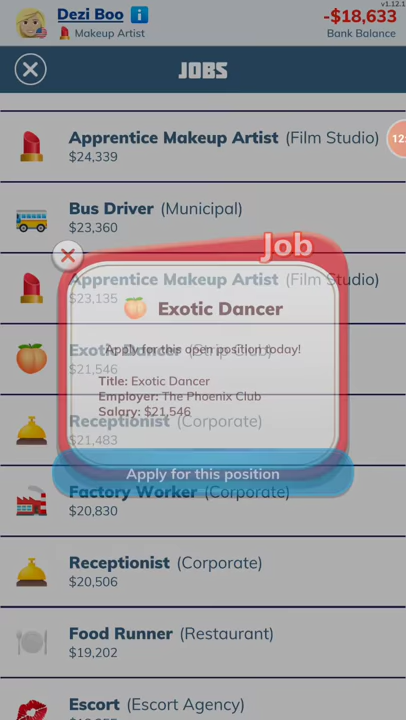 v1.12.1
Dezi Boo i
-$18,633
Makeup Artist
Bank Balance
JOBS
Apprentice Makeup Artist (Film Studio)
$24,339
12
Bus Driver (Municipal)
$23,360
Job
Apprentice Makeup Artist (Film Studio)
$23,135
Exotic Dancer
Exotic Dancer (Strip Club)
Apply for this open position today!
$21,546
Title: Exotic Dancer
Employer: The Phoenix Club
Salary: $21,546
Receptionist (Corporate)
$21,483
Apply for this position
Factory Worker (Corporate)
$20,830
Receptionist (Corporate)
$20,506
Food Runner (Restaurant)
$19,202
Escort (Escort Agency)